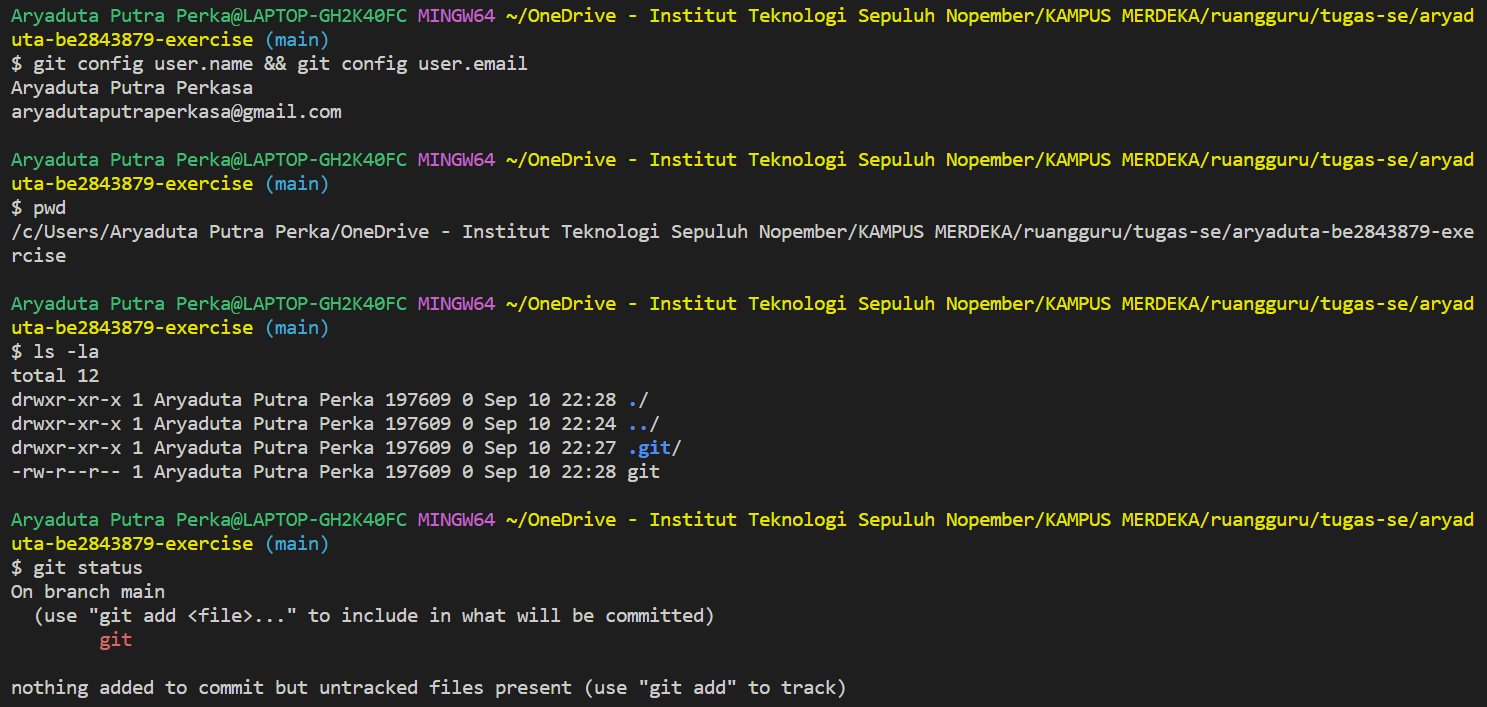 Aryaduta Putra Perka@LAPTOP-GH2K40FC MINGW64 ~/OneDrive - Institut Teknologi Sepuluh Nopember/KAMPUS MERDEKA/ruangguru/tugas-se/aryad
uta-be2843879-exercise (main)
$ git config user.name && git config user.email
Aryaduta Putra Perkasa
aryadutaputraperkasa@gmail.com

Aryaduta Putra Perka@LAPTOP-GH2K40FC MINGW64 ~/OneDrive - Institut Teknologi Sepuluh Nopember/KAMPUS MERDEKA/ruangguru/tugas-se/aryad
uta-be2843879-exercise (main)
$ pwd
/c/Users/Aryaduta Putra Perka/OneDrive - Institut Teknologi Sepuluh Nopember/KAMPUS MERDEKA/ruangguru/tugas-se/aryaduta-be2843879-exe
rcise

Aryaduta Putra Perka@LAPTOP-GH2K40FC MINGW64 ~/OneDrive - Institut Teknologi Sepuluh Nopember/KAMPUS MERDEKA/ruangguru/tugas-se/aryad
uta-be2843879-exercise (main)
$ ls -la
total 12
drwxr-xr-x 1 Aryaduta Putra Perka 197609 0 Sep 10 22:28 ./
drwxr-xr-x 1 Aryaduta Putra Perka 197609 0 Sep 10 22:24 ../
drwxr-xr-x 1 Aryaduta Putra Perka 197609 0 Sep 10 22:27 .git/
-rw-r--r-- 1 Aryaduta Putra Perka 197609 0 Sep 10 22:28 git

Aryaduta Putra Perka@LAPTOP-GH2K40FC MINGW64 ~/OneDrive - Institut Teknologi Sepuluh Nopember/KAMPUS MERDEKA/ruangguru/tugas-se/aryad
uta-be2843879-exercise (main)
$ git status
On branch main
  (use "git add <file>..." to include in what will be committed)
        git

nothing added to commit but untracked files present (use "git add" to track)